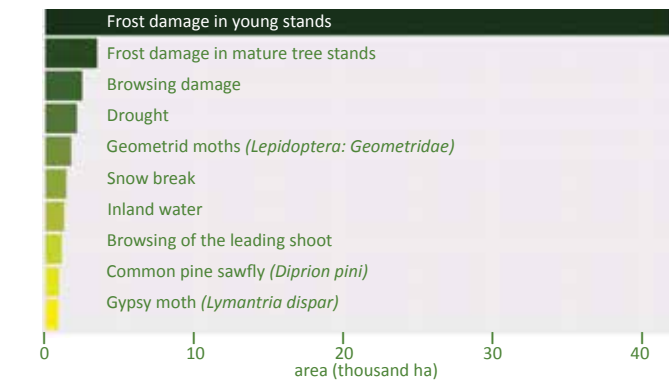 Frost damage in young stands
Frost damage in mature tree stands
Browsing damage
Drought
Geometrid moths (Lepidoptera: Geometridae)
Snow break
Inland water
Browsing of the leading shoot
Common pine sawfly (Diprion pini)
Gypsy moth (Lymantria dispar)
0 10 20 30 40
area (thousand ha)